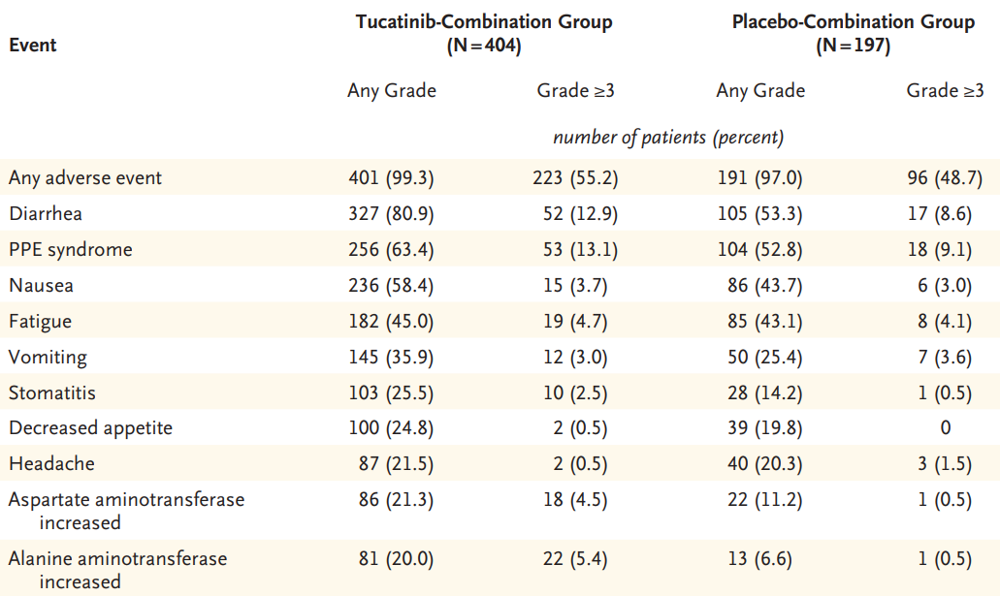 Tucatinib-Combination Group Placebo-Combination Group
Event (N=404) (N=197)
Any Grade Grade ≥3 Any Grade Grade ≥3
number of patients (percent)
Any adverse event 401 (99.3) 223 (55.2) 191 (97.0) 96 (48.7)
Diarrhea 327 (80.9) 52 (12.9) 105 (53.3) 17 (8.6)
PPE syndrome 256 (63.4) 53 (13.1) 104 (52.8) 18 (9.1)
Nausea 236 (58.4) 15 (3.7) 86 (43.7) 6 (3.0)
Fatigue 182 (45.0) 19 (4.7) 85 (43.1) 8 (4.1)
Vomiting 145 (35.9) 12 (3.0) 50 (25.4) 7 (3.6)
Stomatitis 103 (25.5) 10 (2.5) 28 (14.2) 1 (0.5)
Decreased appetite 100 (24.8) 2 (0.5) 39 (19.8) 0
Headache 87 (21.5) 2 (0.5) 40 (20.3) 3 (1.5)
Aspartate aminotransferase 86 (21.3) 18 (4.5) 22 (11.2) 1 (0.5)
increased
Alanine aminotransferase 81 (20.0) 22 (5.4) 13 (6.6) 1 (0.5)
increased